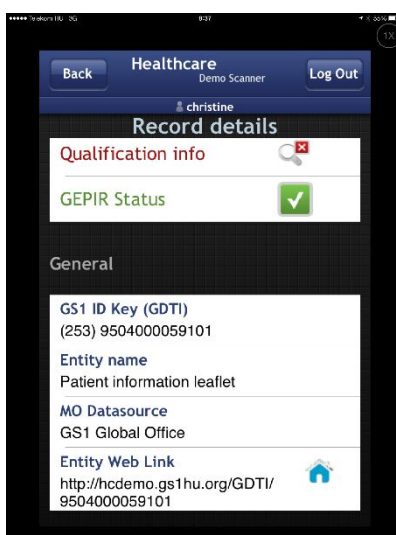 Telekom HU 3G 8:37 55%
1X
Back Healthcare Log Out
Demo Scanner
christine
Record details
Qualification info
GEPIR Status
General
GS1 ID Key (GDTI)
(253) 9504000059101
Entity name
Patient information leaflet
MO Datasource
GS1 Global Office
Entity Web Link
http://hcdemo.gs1hu.org/GDTI/
9504000059101